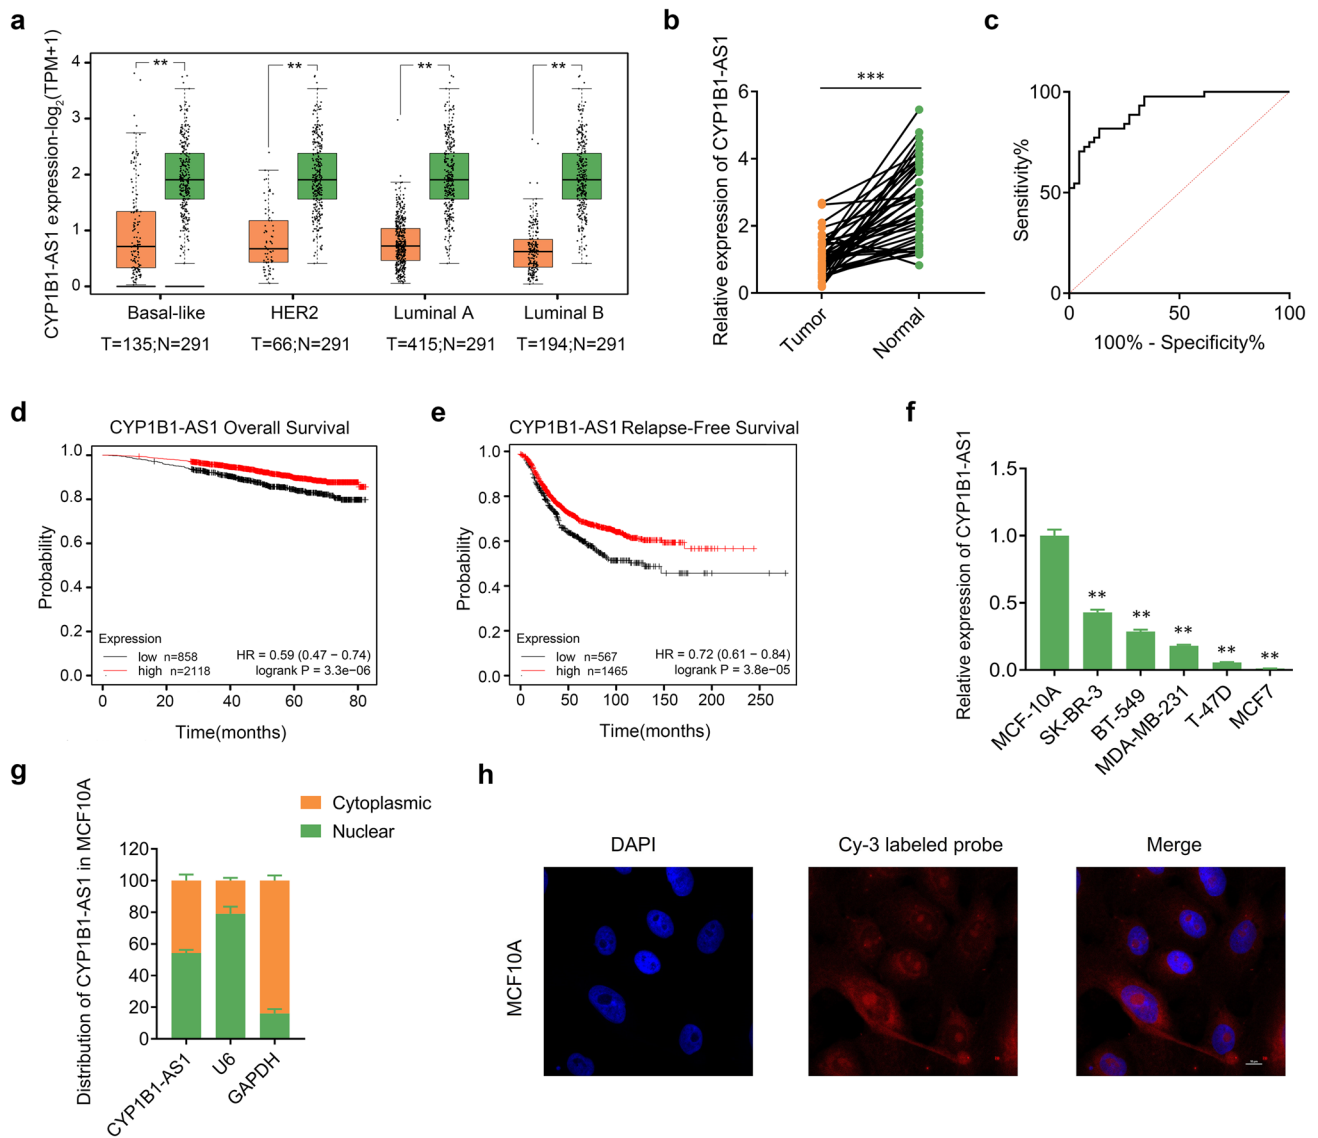 a
CYP1B1-AS1 expression-log2(TPM+1)
4
3
2
1
0
**
**
**
**
Basal-like
HER2
Luminal A
Luminal B
T=135;N=291
T=66;N=291
T=415;N=291
T=194;N=291
b
Relative expression of CYP1B1-AS1
6
4
2
0
***
Tumor
Normal
c
Sensitivity%
100
50
0
0
50
100
100% - Specificity%
d
CYP1B1-AS1 Overall Survival
Probability
1.0
0.8
0.6
0.4
0.2
0.0
Expression
low n=858
high n=2118
HR = 0.59 (0.47 − 0.74)
logrank P = 3.3e−06
0
20
40
60
80
Time(months)
e
CYP1B1-AS1 Relapse-Free Survival
Probability
1.0
0.8
0.6
0.4
0.2
0.0
Expression
low n=567
high n=1465
HR = 0.72 (0.61 − 0.84)
logrank P = 3.8e−05
0
50
100
150
200
250
Time(months)
f
Relative expression of CYP1B1-AS1
1.5
1.0
0.5
0.0
**
**
**
**
**
MCF-10A
SK-BR-3
BT-549
MDA-MB-231
T-47D
MCF7
g
Distribution of CYP1B1-AS1 in MCF10A
Cytoplasmic
Nuclear
120
100
80
60
40
20
0
CYP1B1-AS1
U6
GAPDH
h
DAPI
Cy-3 labeled probe
Merge
MCF10A